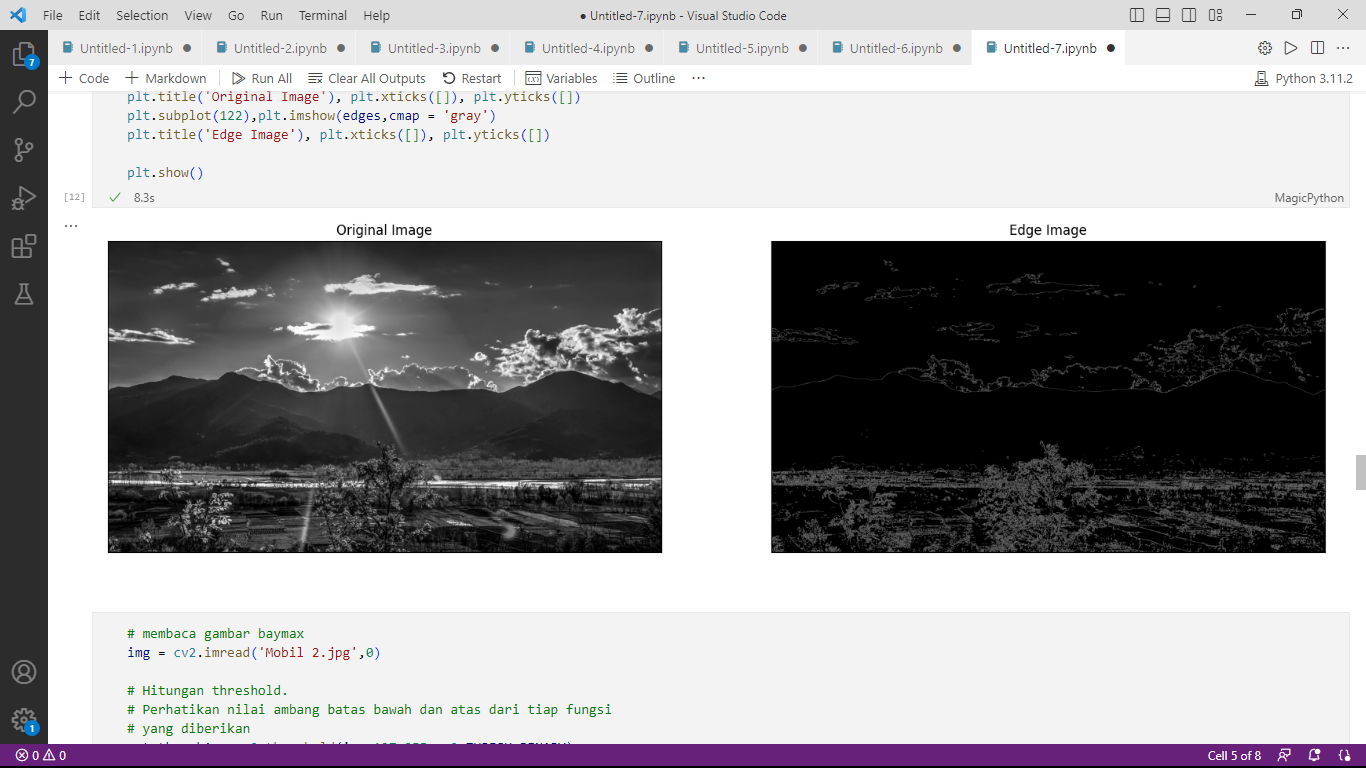 File Edit Selection View Go Run Terminal Help ● Untitled-7.ipynb - Visual Studio Code
Untitled-1.ipynb ● Untitled-2.ipynb ● Untitled-3.ipynb ● Untitled-4.ipynb ● Untitled-5.ipynb ● Untitled-6.ipynb ● Untitled-7.ipynb ●
7
+ Code + Markdown Run All Clear All Outputs Restart Variables Outline ... Python 3.11.2
plt.title('Original Image'), plt.xticks([]), plt.yticks([])
plt.subplot(122),plt.imshow(edges,cmap = 'gray')
plt.title('Edge Image'), plt.xticks([]), plt.yticks([])
plt.show()
[12] ✓ 8.3s MagicPython
...
Original Image Edge Image
# membaca gambar baymax
img = cv2.imread('Mobil 2.jpg',0)
# Hitungan threshold.
# Perhatikan nilai ambang batas bawah dan atas dari tiap fungsi
# yang diberikan
1
0 0 Cell 5 of 8